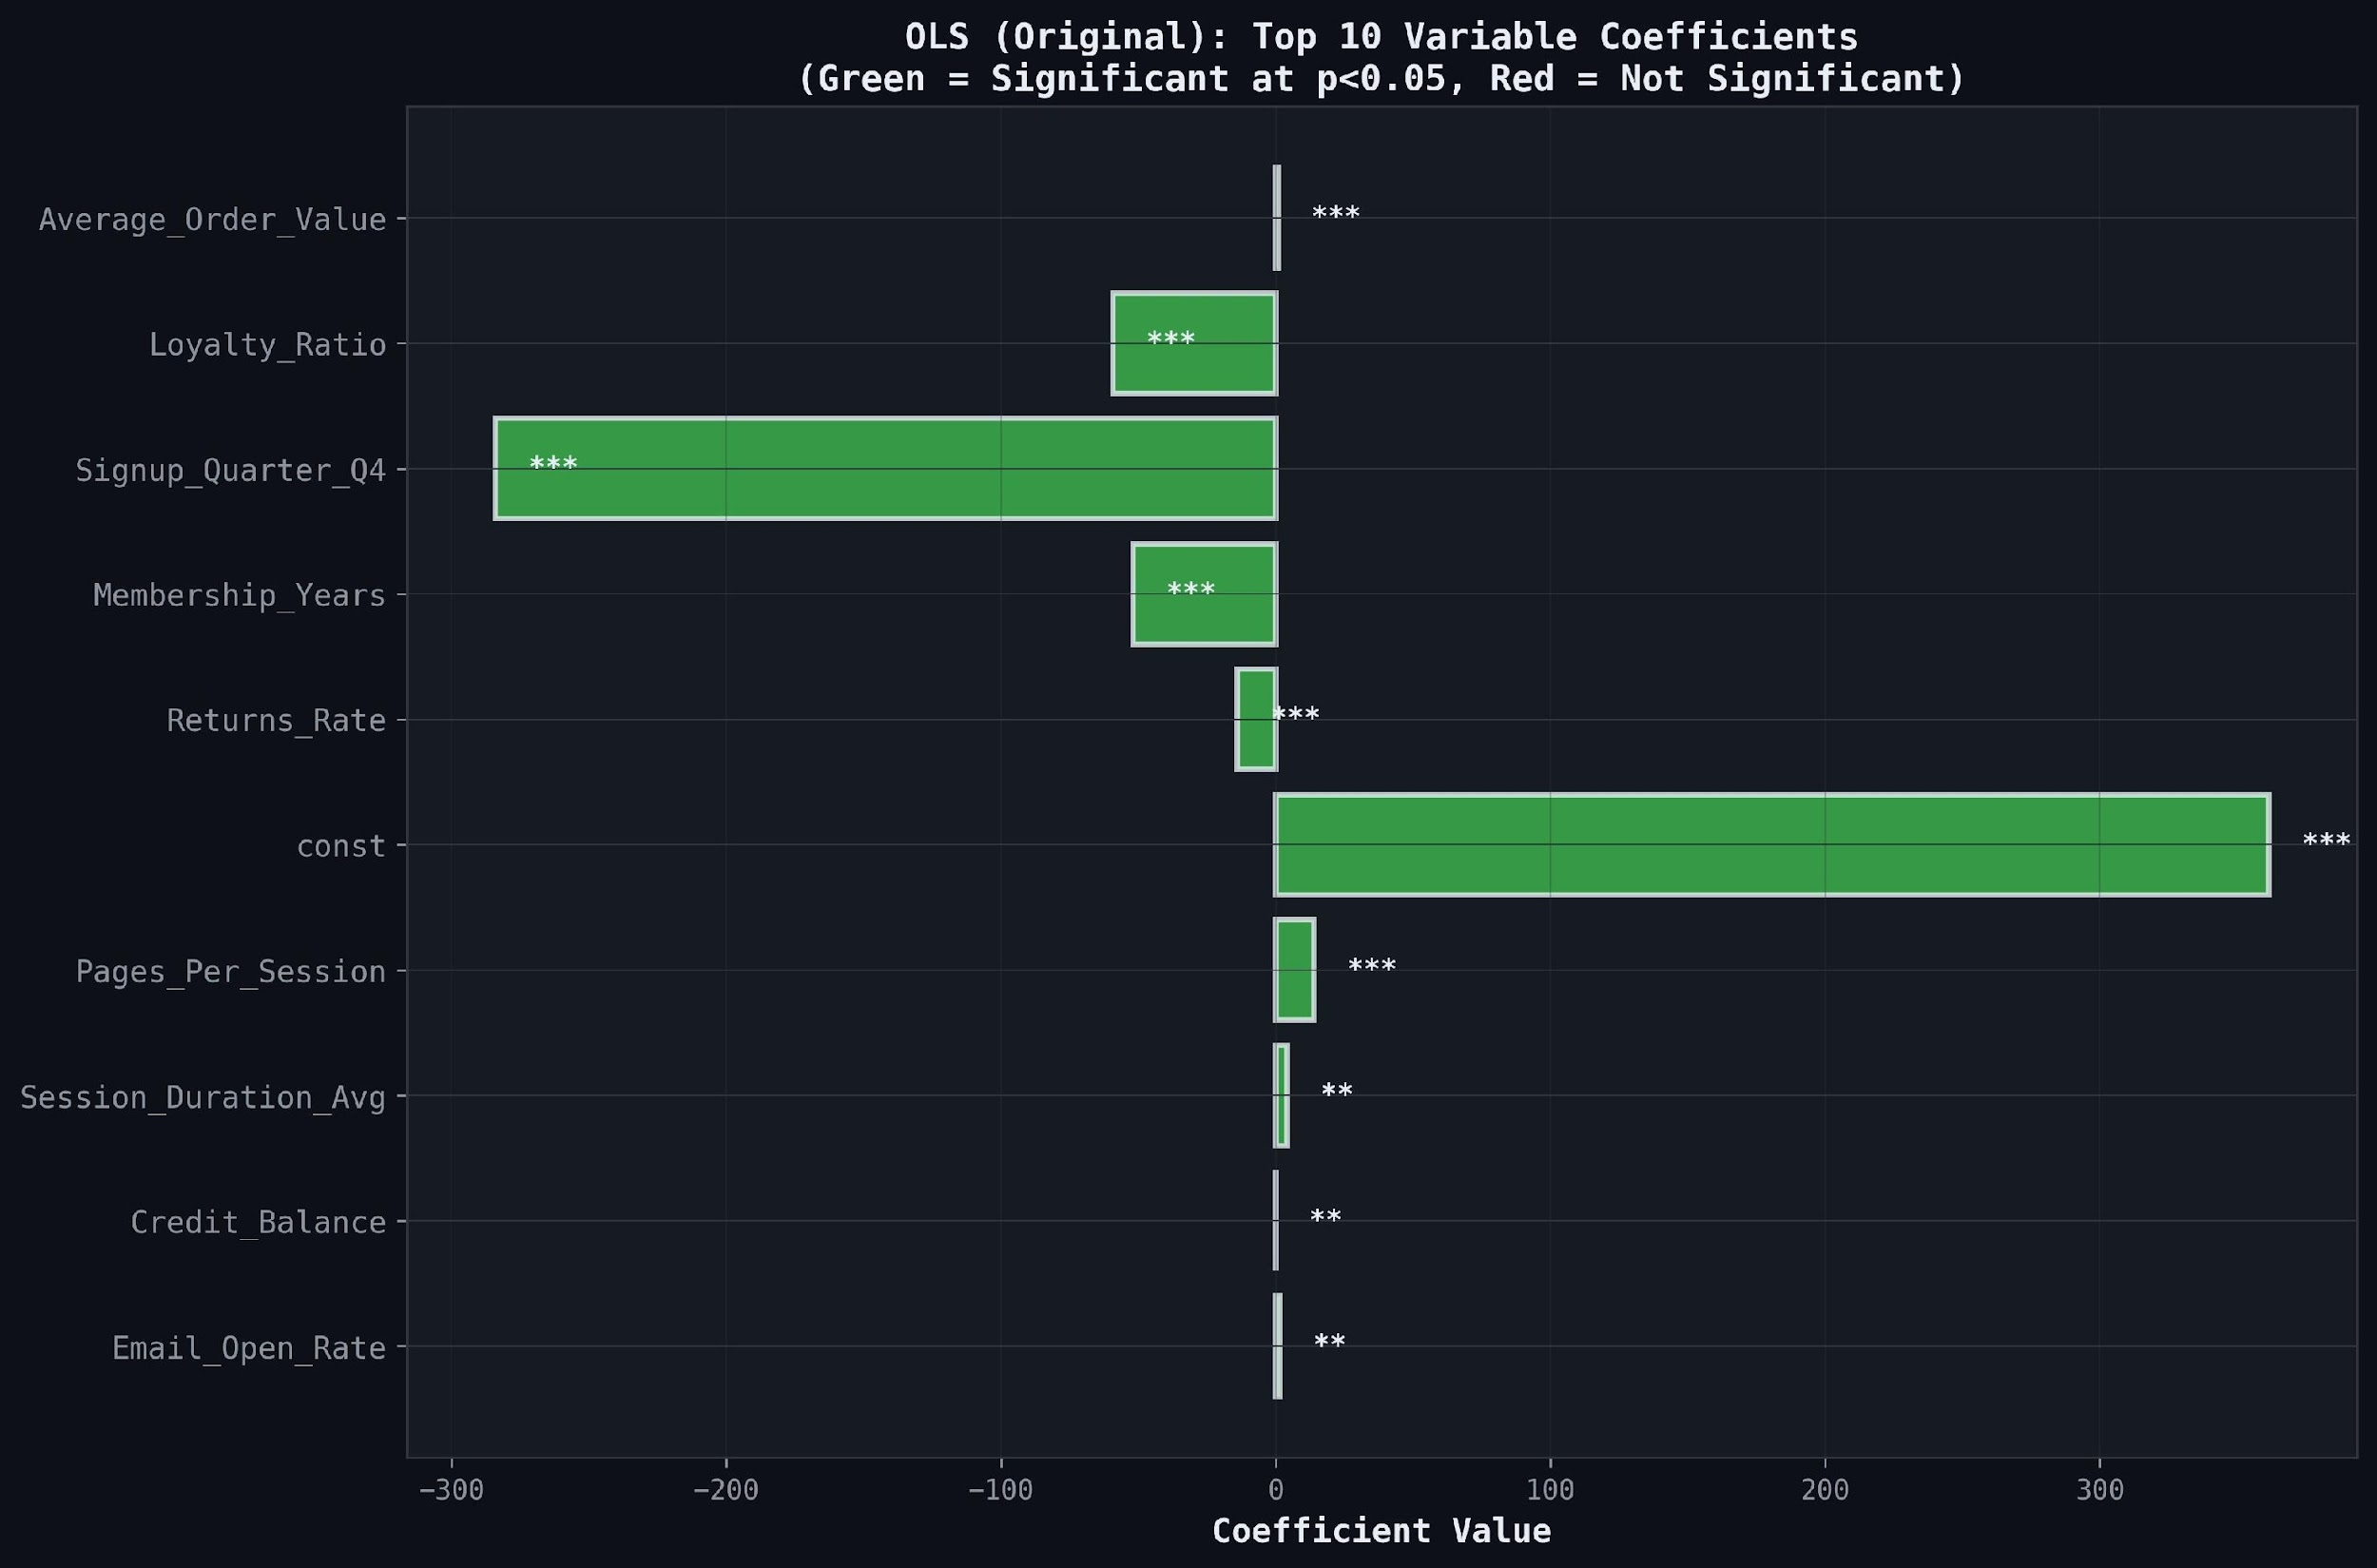 OLS (Original): Top 10 Variable Coefficients
(Green = Significant at p<0.05, Red = Not Significant)
Average_Order_Value ***
Loyalty_Ratio ***
Signup_Quarter_Q4 ***
Membership_Years ***
Returns_Rate ***
const ***
Pages_Per_Session ***
Session_Duration_Avg **
Credit_Balance **
Email_Open_Rate **
−300 −200 −100 0 100 200 300
Coefficient Value